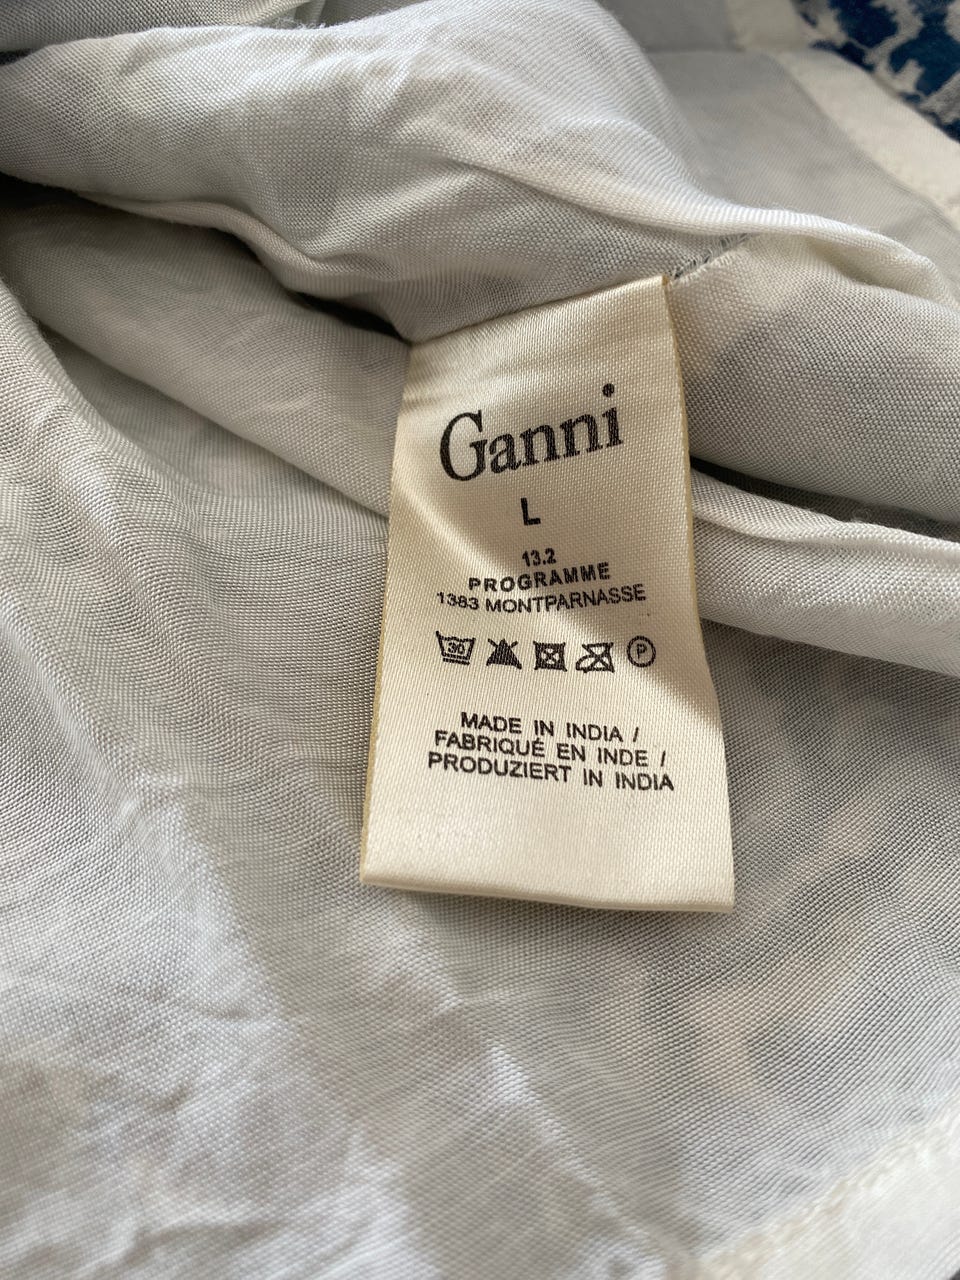 Ganni
L
13.2
PROGRAMME
1383 MONTPARNASSE
30 P
MADE IN INDIA /
FABRIQUÉ EN INDE /
PRODUZIERT IN INDIA